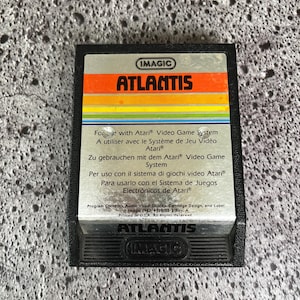 IMAGIC
ATLANTIS
For use with Atari® Video Game System
A utiliser avec le Système de Jeu Vidéo
Atari®
Zu gebrauchen mit dem Atari® Video Game
System
Per uso con il sistema di giochi video Atari®
Para usarlo con el Sistema de Juegos
Electrónicos de Atari®
ATLANTIS
IMAGIC